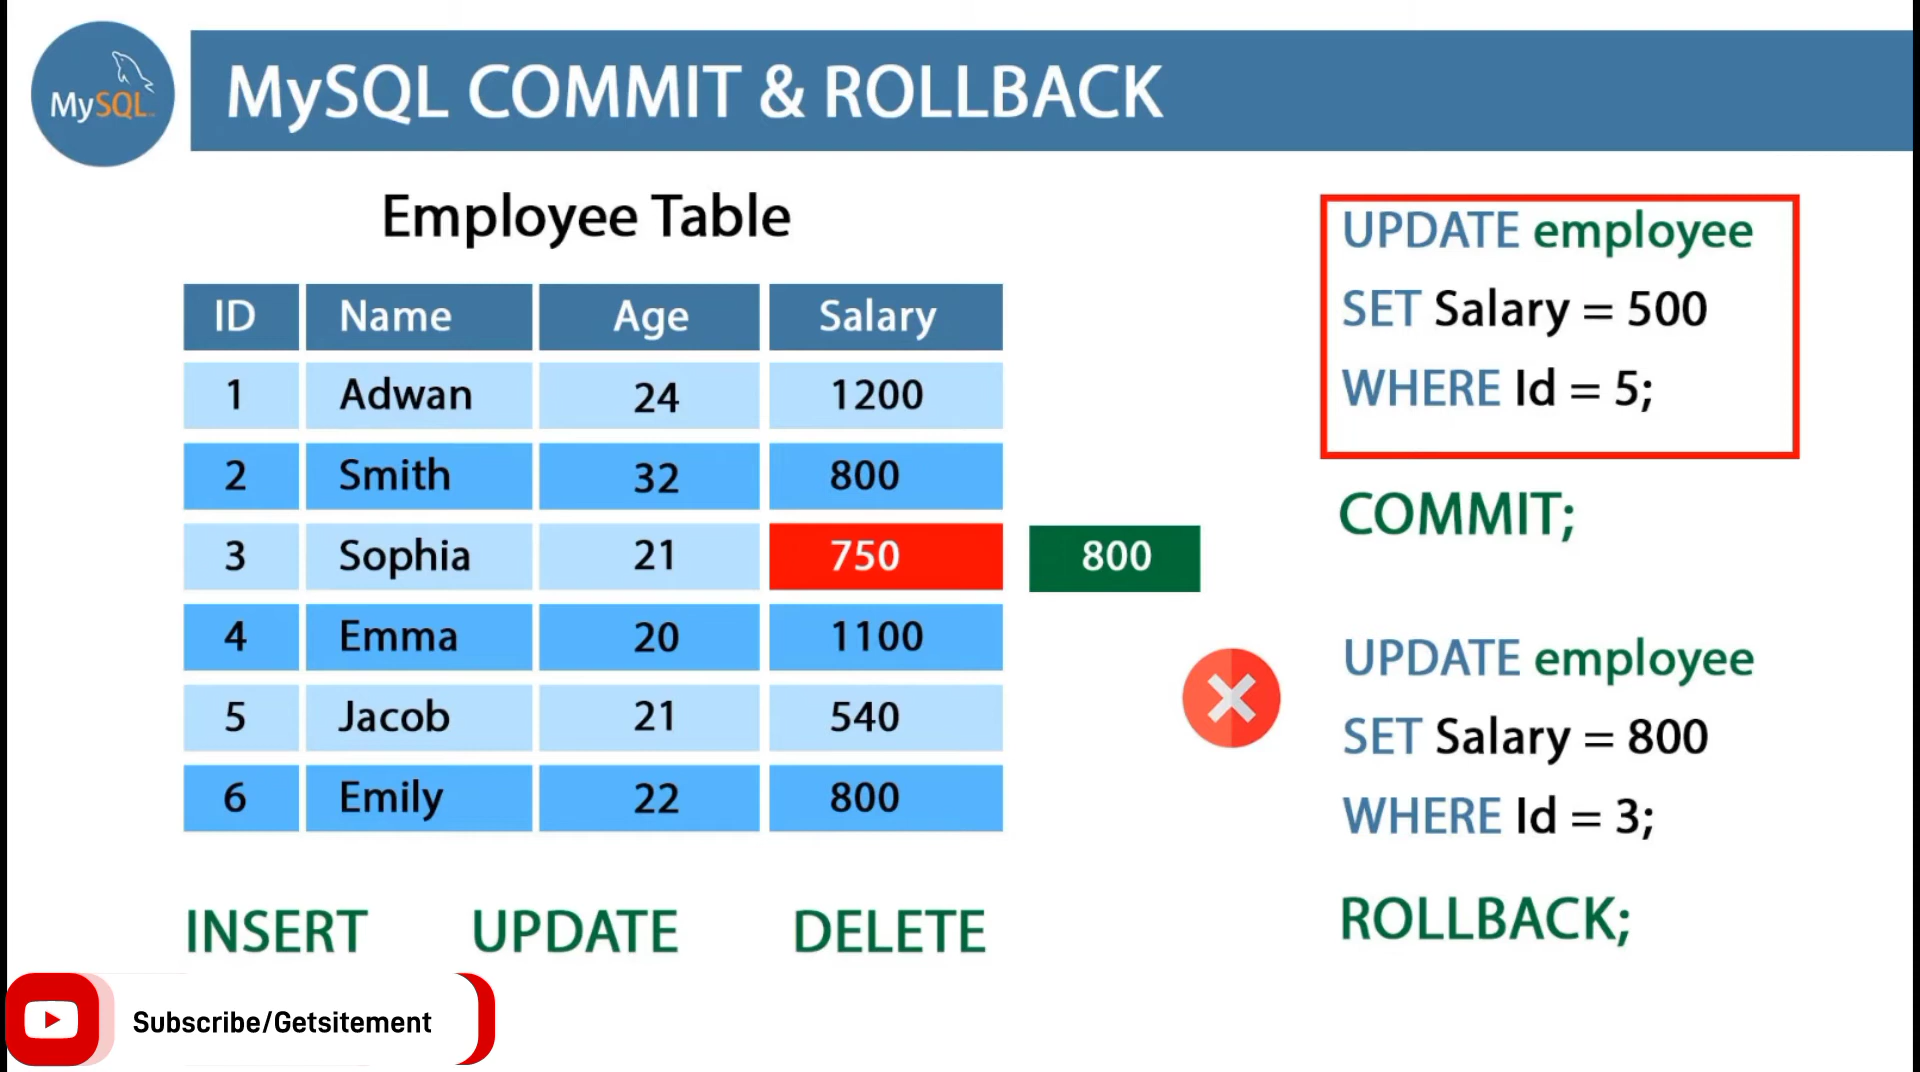 MySQL
MySQL COMMIT & ROLLBACK
Employee Table
ID Name Age Salary
1 Adwan 24 1200
2 Smith 32 800
3 Sophia 21 750 800
4 Emma 20 1100
5 Jacob 21 540
6 Emily 22 800
INSERT UPDATE DELETE
UPDATE employee
SET Salary = 500
WHERE Id = 5;
COMMIT;
UPDATE employee
SET Salary = 800
WHERE Id = 3;
ROLLBACK;
Subscribe/Getsitement